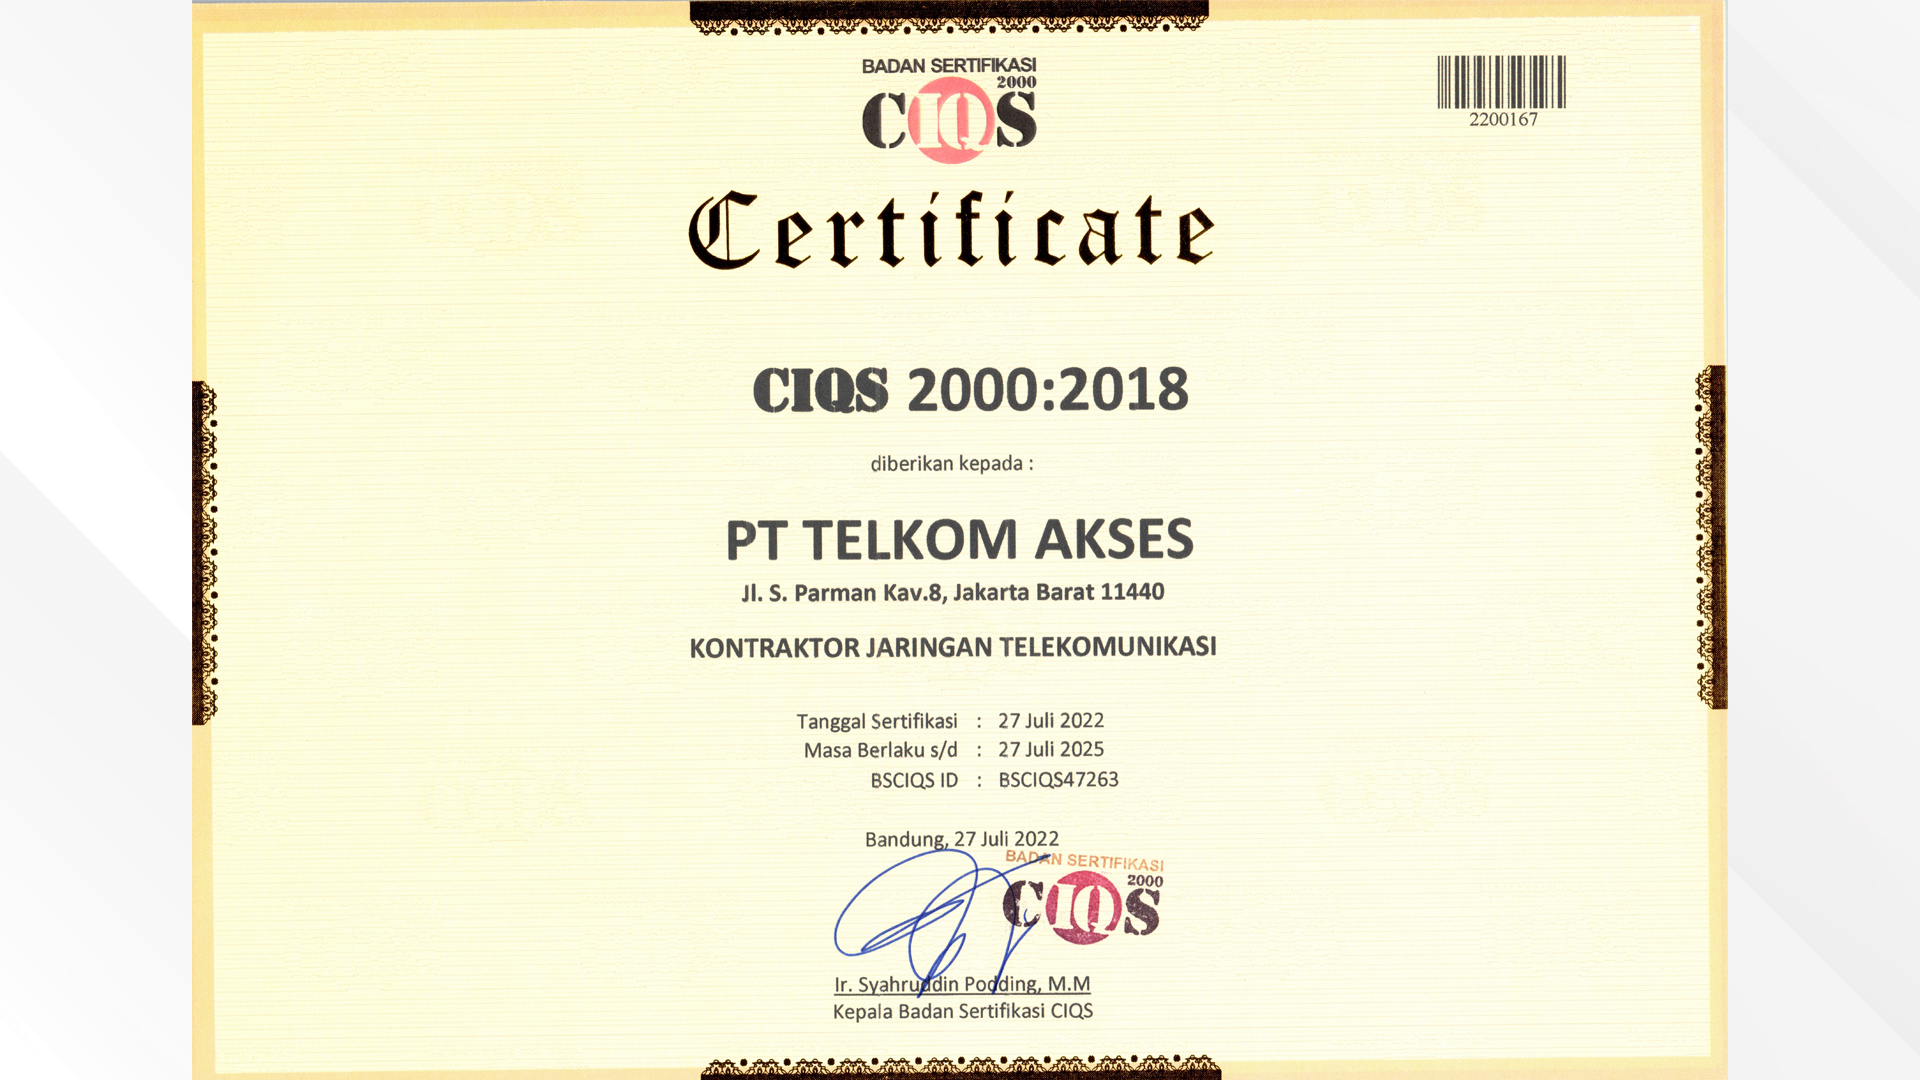 BADAN SERTIFIKASI
2000
CIQS
2200167
Certificate
CIQS 2000:2018
diberikan kepada :
PT TELKOM AKSES
Jl. S. Parman Kav.8, Jakarta Barat 11440
KONTRAKTOR JARINGAN TELEKOMUNIKASI
Tanggal Sertifikasi : 27 Juli 2022
Masa Berlaku s/d : 27 Juli 2025
BSCIQS ID : BSCIQS47263
Bandung, 27 Juli 2022
BADAN SERTIFIKASI
2000
CIQS
Ir. Syahruddin Podding, M.M
Kepala Badan Sertifikasi CIQS